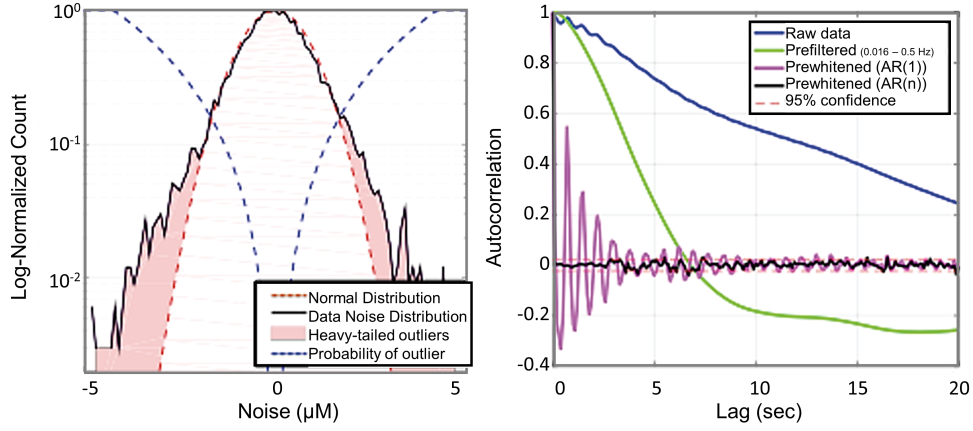 Log-Normalized Count
10⁰
10⁻¹
10⁻²
Normal Distribution
Data Noise Distribution
Heavy-tailed outliers
Probability of outlier
-5 0 5
Noise (µM)
Autocorrelation
1
0.8
0.6
0.4
0.2
0
-0.2
-0.4
Raw data
Prefiltered (0.016 – 0.5 Hz)
Prewhitened (AR(1))
Prewhitened (AR(n))
95% confidence
0 5 10 15 20
Lag (sec)